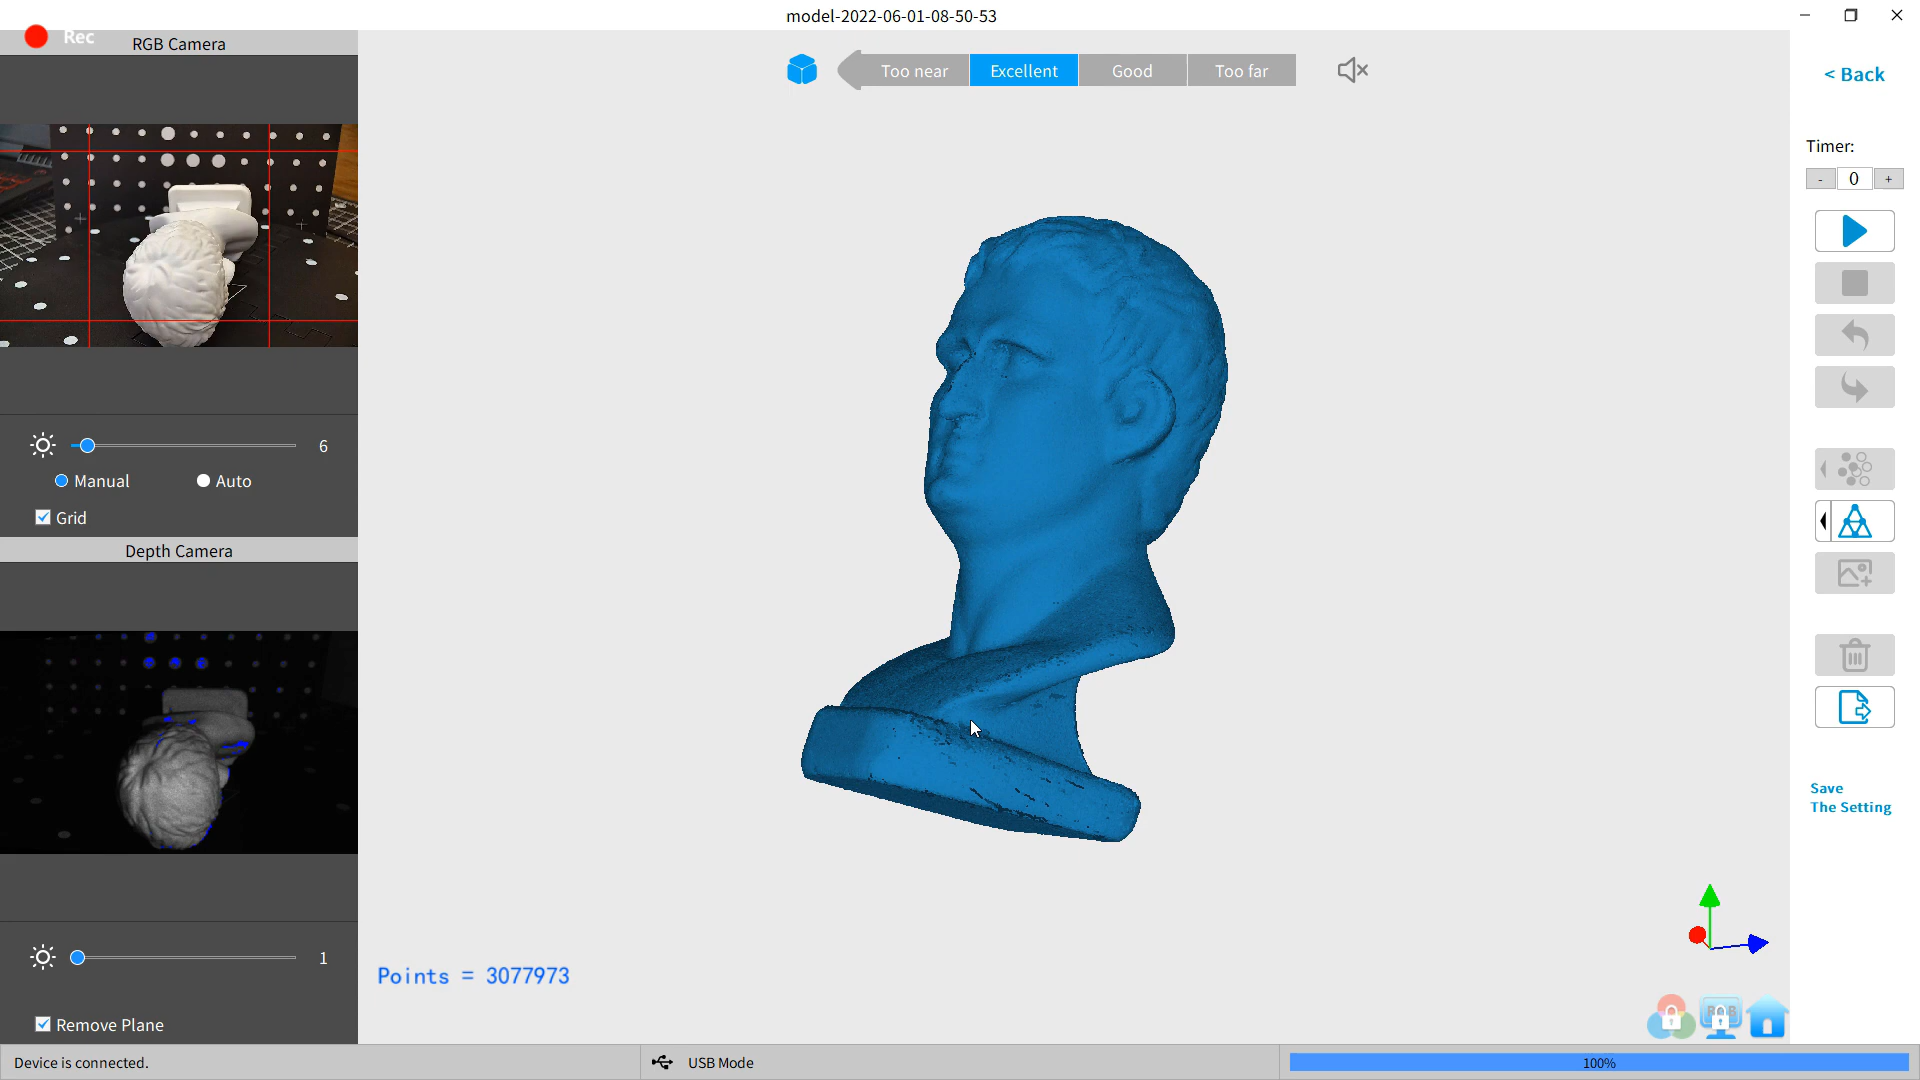 model-2022-06-01-08-50-53
Rec
RGB Camera
Too near
Excellent
Good
Too far
< Back
Timer:
- 0 +
6
Manual
Auto
Grid
Depth Camera
Save
The Setting
1
Points = 3077973
Remove Plane
RGB
Device is connected.
USB Mode
100%